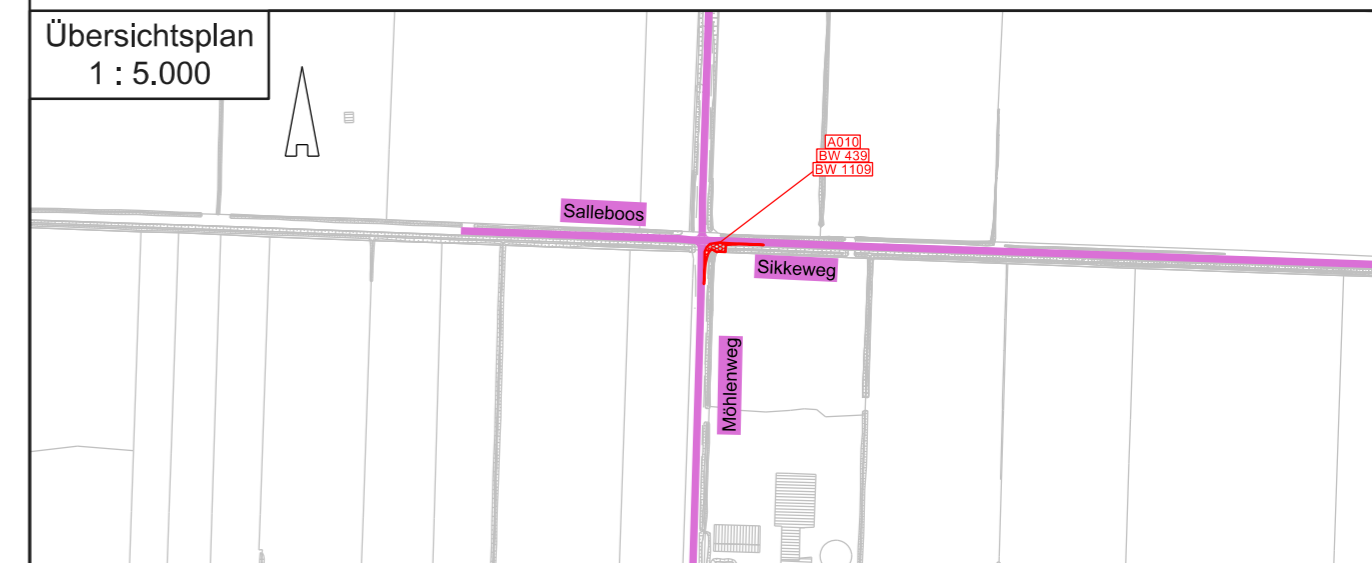 Übersichtsplan
1 : 5.000
A010
BW 439
BW 1109
Salleboos
Sikkeweg
Möhlenweg